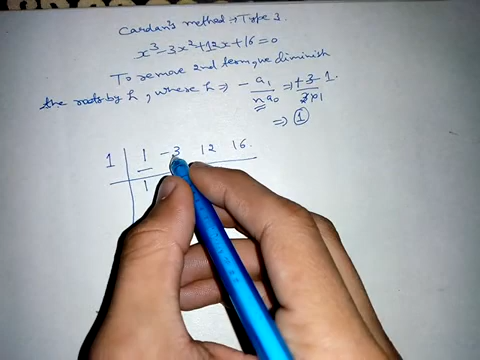 Cardan's method :- Type 3.
x³ - 3x² + 12x + 16 = 0
To remove 2nd term, we diminish
the roots by h, where h => - a₁/na₀ => +3/3×1 = 1.
=> 1
1 | 1 -3 12 16.
1